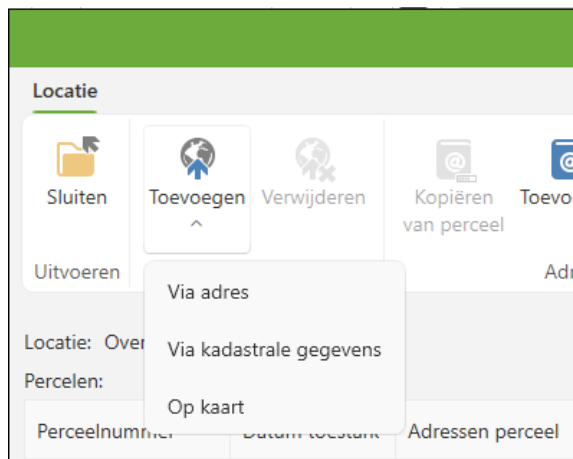 Locatie
Sluiten
Toevoegen
Verwijderen
Kopiëren
van perceel
Uitvoeren
Via adres
Via kadastrale gegevens
Op kaart
Locatie:
Percelen:
Adressen perceel